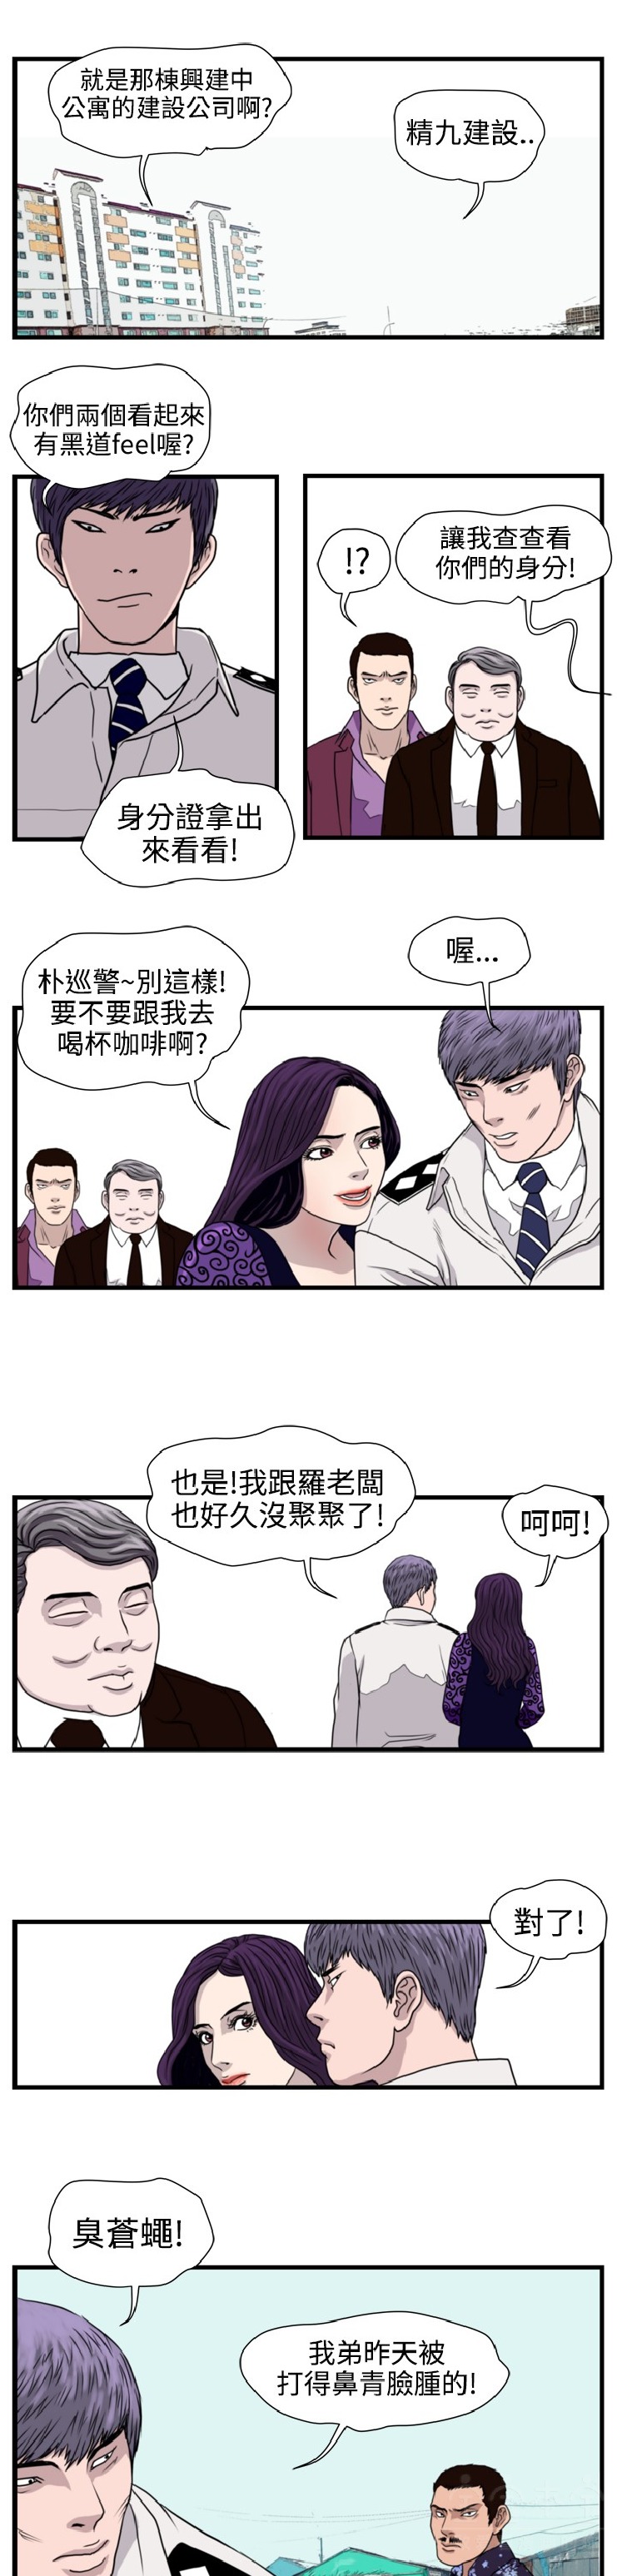 就是那棟興建中
公寓的建設公司啊?
精九建設..
你們兩個看起來
有黑道feel喔?
!?
讓我查查看
你們的身分!
身分證拿出
來看看!
喔...
朴巡警~別這樣!
要不要跟我去
喝杯咖啡啊?
也是!我跟羅老闆
也好久沒聚聚了!
呵呵!
對了!
臭蒼蠅!
我弟昨天被
打得鼻青臉腫的!